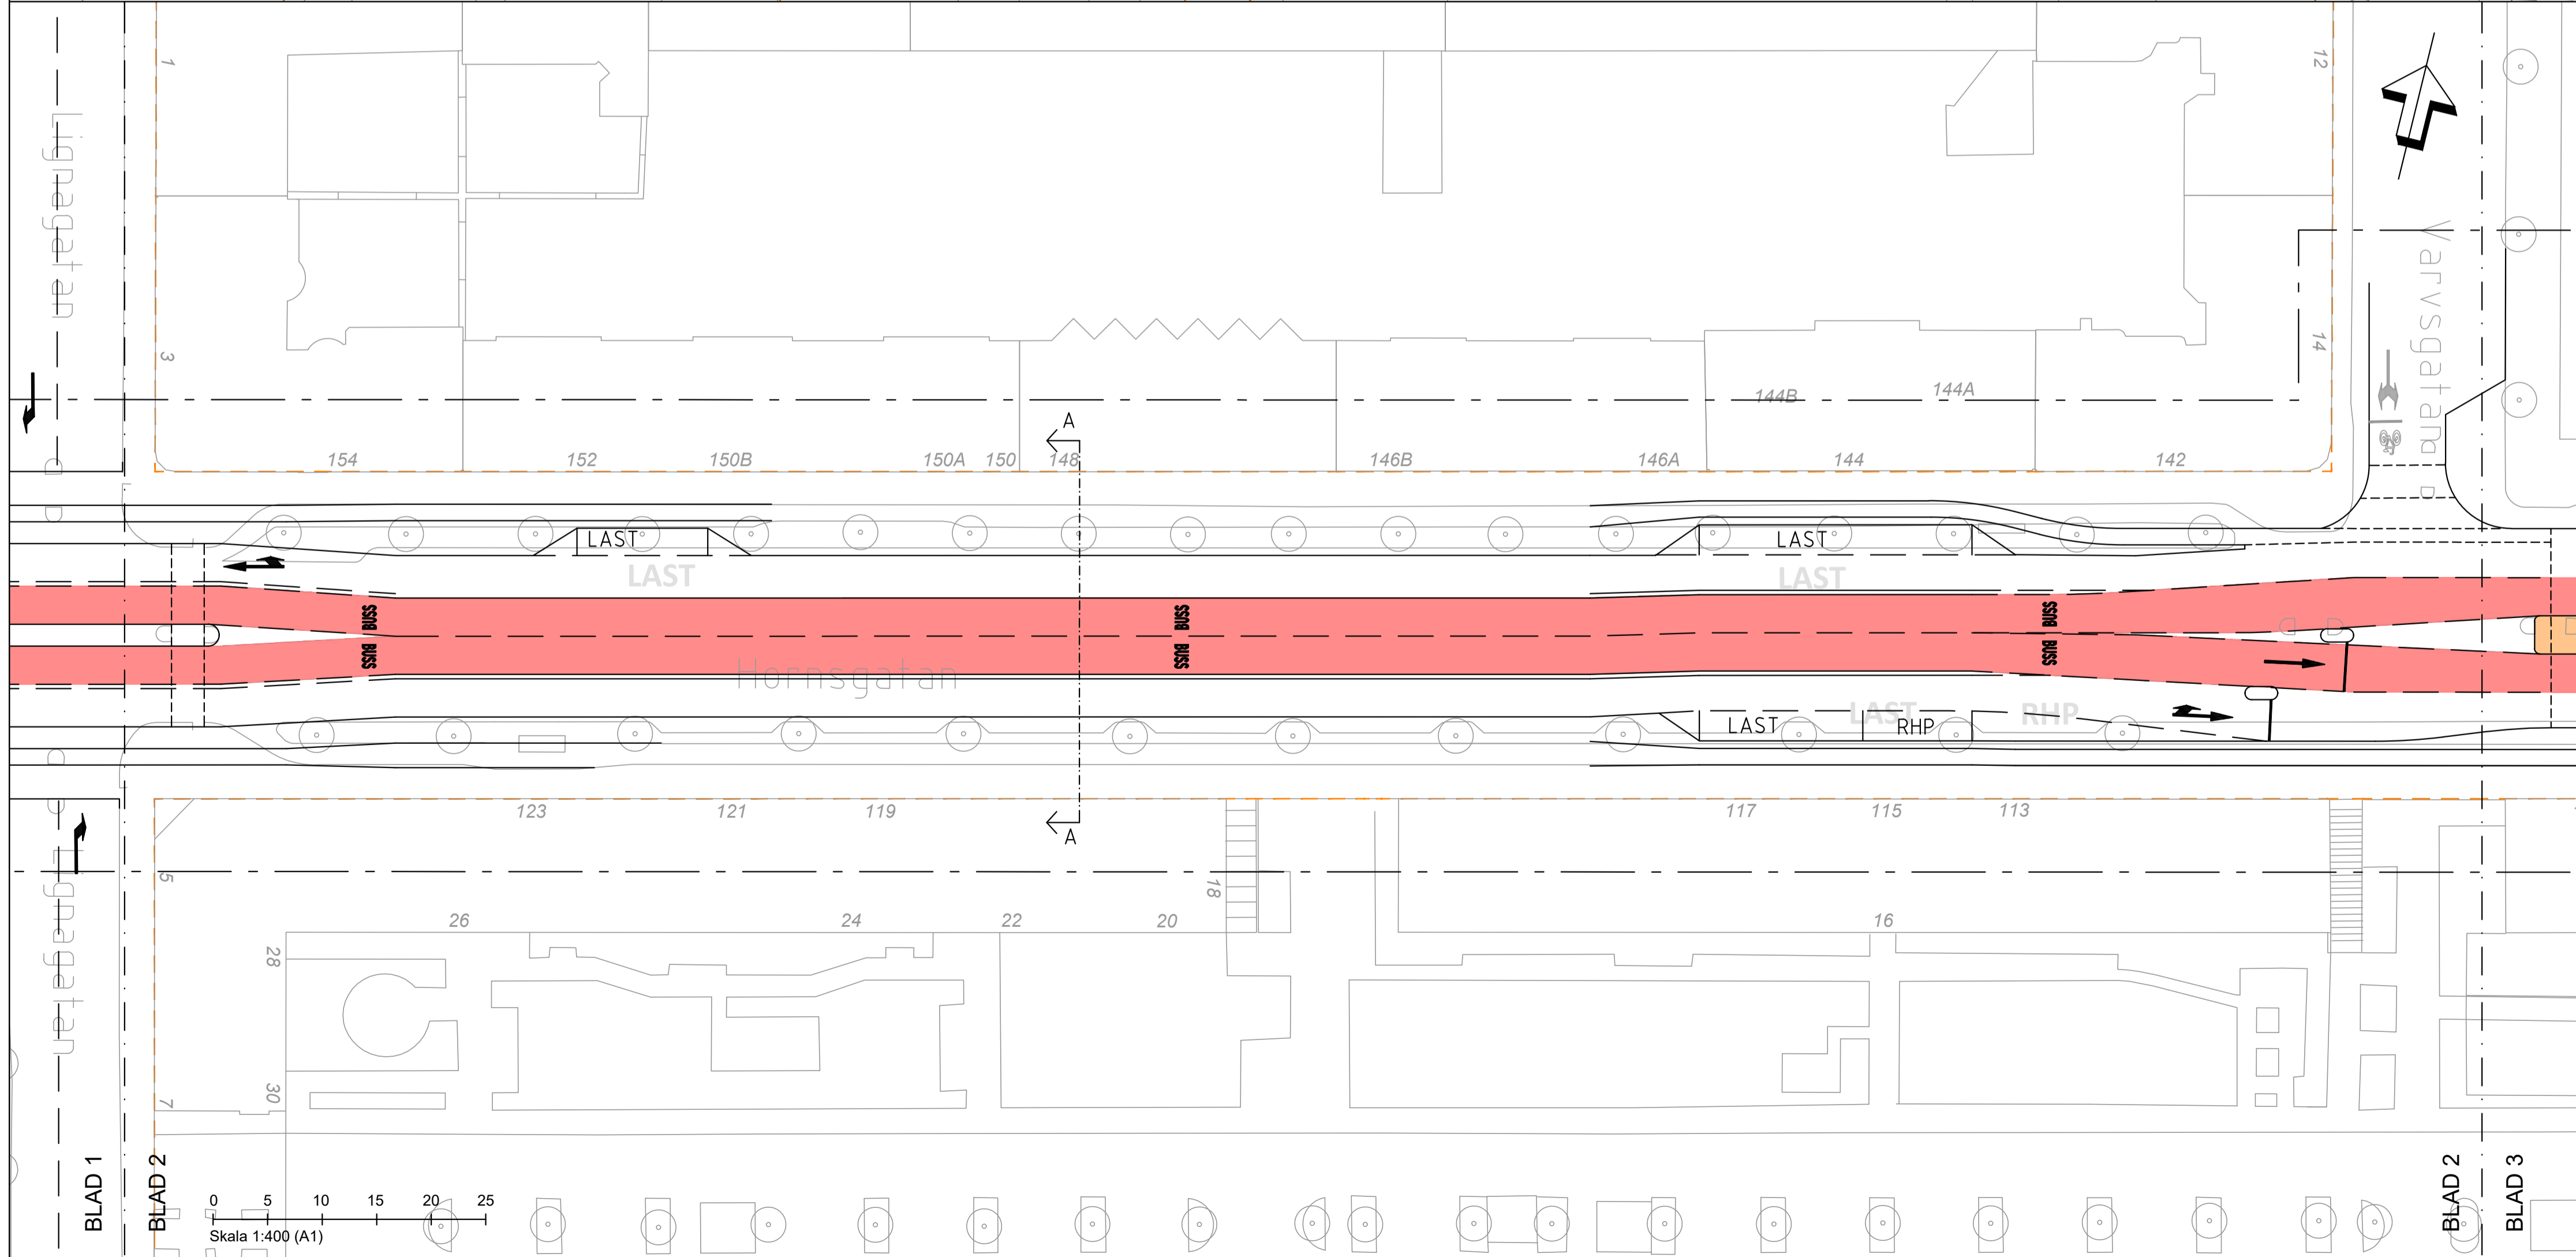 1
12
Lignagatan
Varvsgatan
3
14
144B
144A
A
154
152
150B
150A
150
148
146B
146A
144
142
LAST
LAST
LAST
LAST
BUSS
BUSS
BUSS
BUSS
BUSS
BUSS
Hornsgatan
LAST
RHP
LAST
RHP
123
121
119
117
115
113
A
5
18
Lignagatan
26
24
22
20
16
28
30
7
BLAD 1
BLAD 2
BLAD 2
BLAD 3
0 5 10 15 20 25
Skala 1:400 (A1)